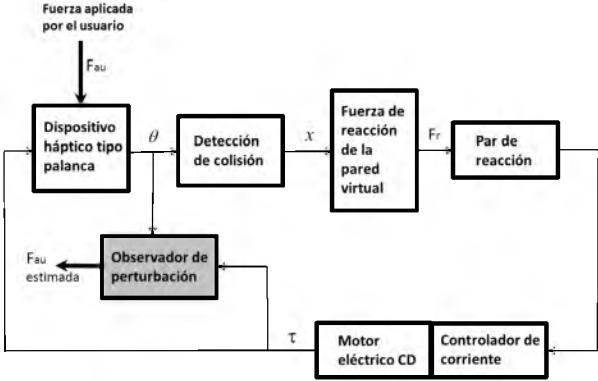 Fuerza aplicada
por el usuario
Fau
Dispositivo
háptico tipo
palanca
θ
Detección
de colisión
x
Fuerza de
reacción
de la
pared
virtual
Fr
Par de
reacción
Fau
estimada
Observador de
perturbación
τ
Motor
eléctrico CD
Controlador de
corriente